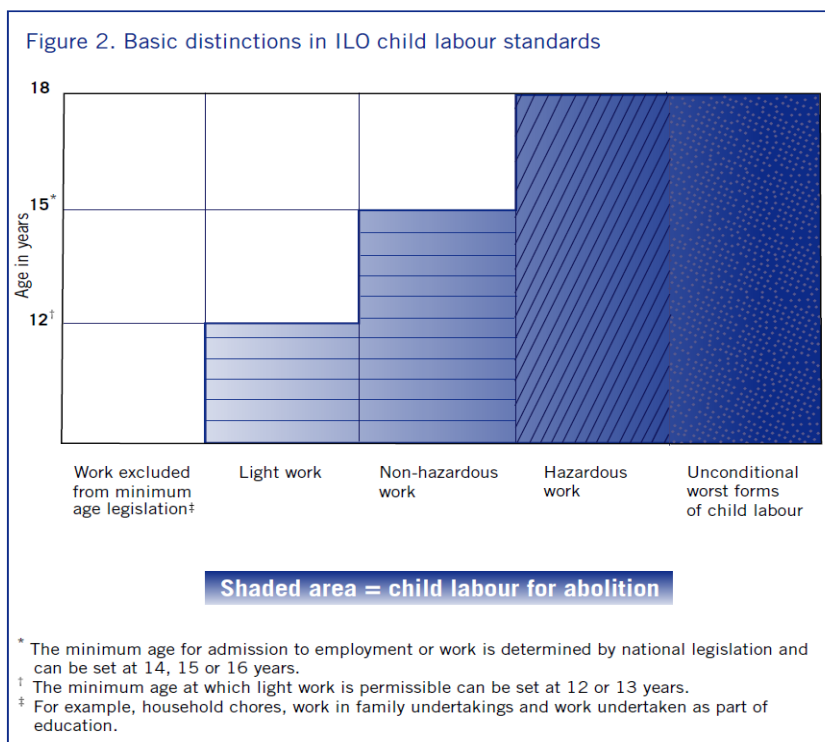 Figure 2. Basic distinctions in ILO child labour standards
18
15*
12†
Age in years
Work excluded
from minimum
age legislation‡
Light work
Non-hazardous
work
Hazardous
work
Unconditional
worst forms
of child labour
Shaded area = child labour for abolition
* The minimum age for admission to employment or work is determined by national legislation and
can be set at 14, 15 or 16 years.
† The minimum age at which light work is permissible can be set at 12 or 13 years.
‡ For example, household chores, work in family undertakings and work undertaken as part of
education.